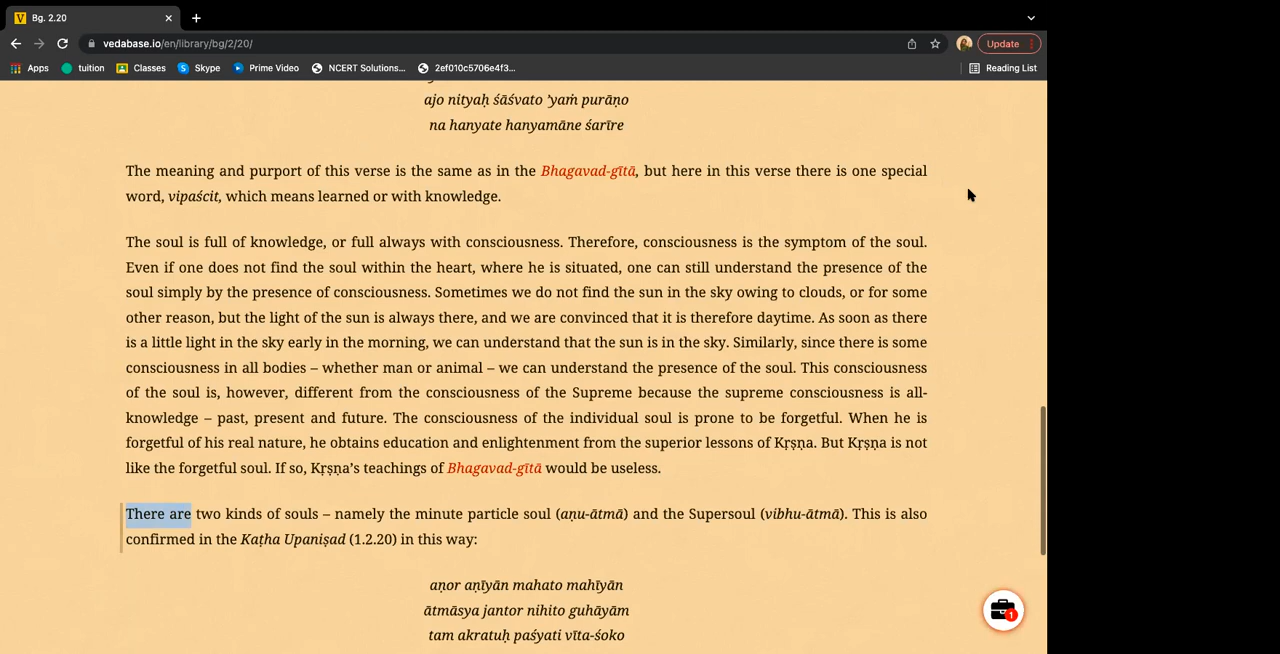 V Bg. 2.20
vedabase.io/en/library/bg/2/20/
Update
Apps tuition Classes Skype Prime Video NCERT Solutions... 2ef010c5706e4f3... Reading List
ajo nityaḥ śāśvato ’yaṁ purāṇo
na hanyate hanyamāne śarīre
The meaning and purport of this verse is the same as in the Bhagavad-gītā, but here in this verse there is one special
word, vipaścit, which means learned or with knowledge.
The soul is full of knowledge, or full always with consciousness. Therefore, consciousness is the symptom of the soul.
Even if one does not find the soul within the heart, where he is situated, one can still understand the presence of the
soul simply by the presence of consciousness. Sometimes we do not find the sun in the sky owing to clouds, or for some
other reason, but the light of the sun is always there, and we are convinced that it is therefore daytime. As soon as there
is a little light in the sky early in the morning, we can understand that the sun is in the sky. Similarly, since there is some
consciousness in all bodies – whether man or animal – we can understand the presence of the soul. This consciousness
of the soul is, however, different from the consciousness of the Supreme because the supreme consciousness is all-
knowledge – past, present and future. The consciousness of the individual soul is prone to be forgetful. When he is
forgetful of his real nature, he obtains education and enlightenment from the superior lessons of Kṛṣṇa. But Kṛṣṇa is not
like the forgetful soul. If so, Kṛṣṇa’s teachings of Bhagavad-gītā would be useless.
There are two kinds of souls – namely the minute particle soul (aṇu-ātmā) and the Supersoul (vibhu-ātmā). This is also
confirmed in the Kaṭha Upaniṣad (1.2.20) in this way:
aṇor aṇīyān mahato mahīyān
ātmāsya jantor nihito guhāyām
tam akratuḥ paśyati vīta-śoko
1